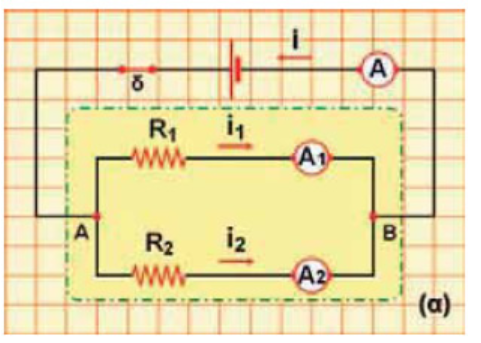 i
A
δ
R₁ i₁ A₁
A B
R₂ i₂ A₂
(α)